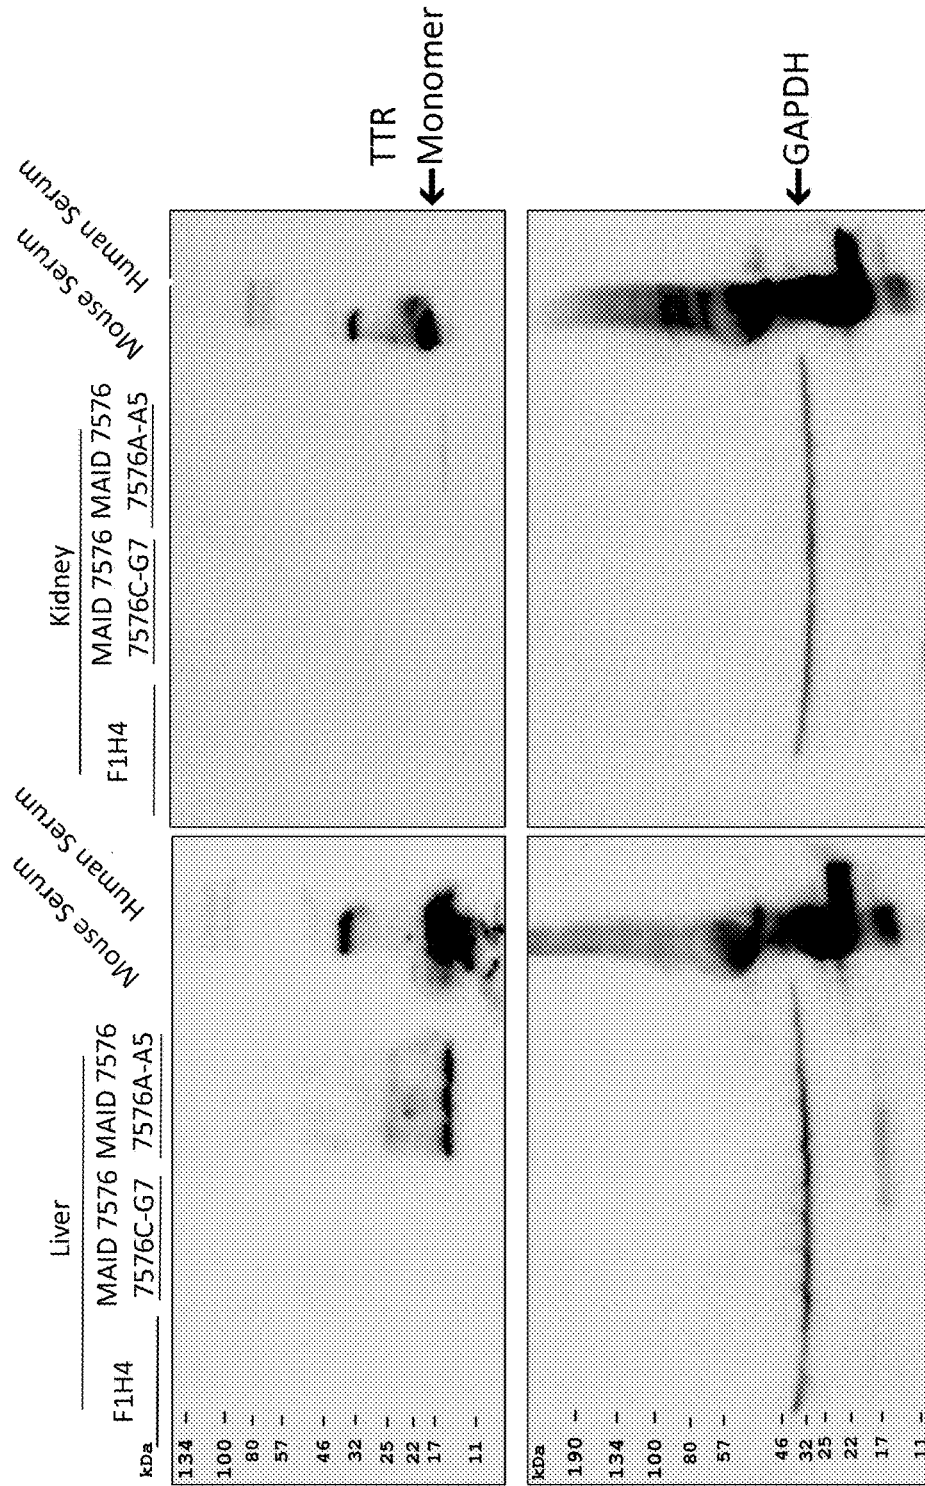 Liver
Kidney
F1H4
MAID 7576
MAID 7576
Mouse Serum
Human Serum
F1H4
MAID 7576
MAID 7576
Mouse Serum
Human Serum
7576C-G7
7576A-A5
7576C-G7
7576A-A5
kDa
134
100
80
57
46
32
25
22
17
11
TTR
Monomer
kDa
190
134
100
80
57
46
32
25
22
17
11
GAPDH